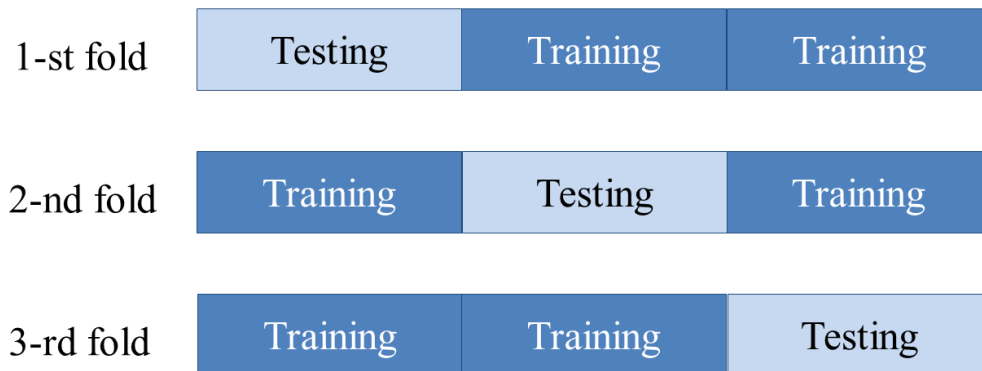 1-st fold Testing Training Training
2-nd fold Training Testing Training
3-rd fold Training Training Testing